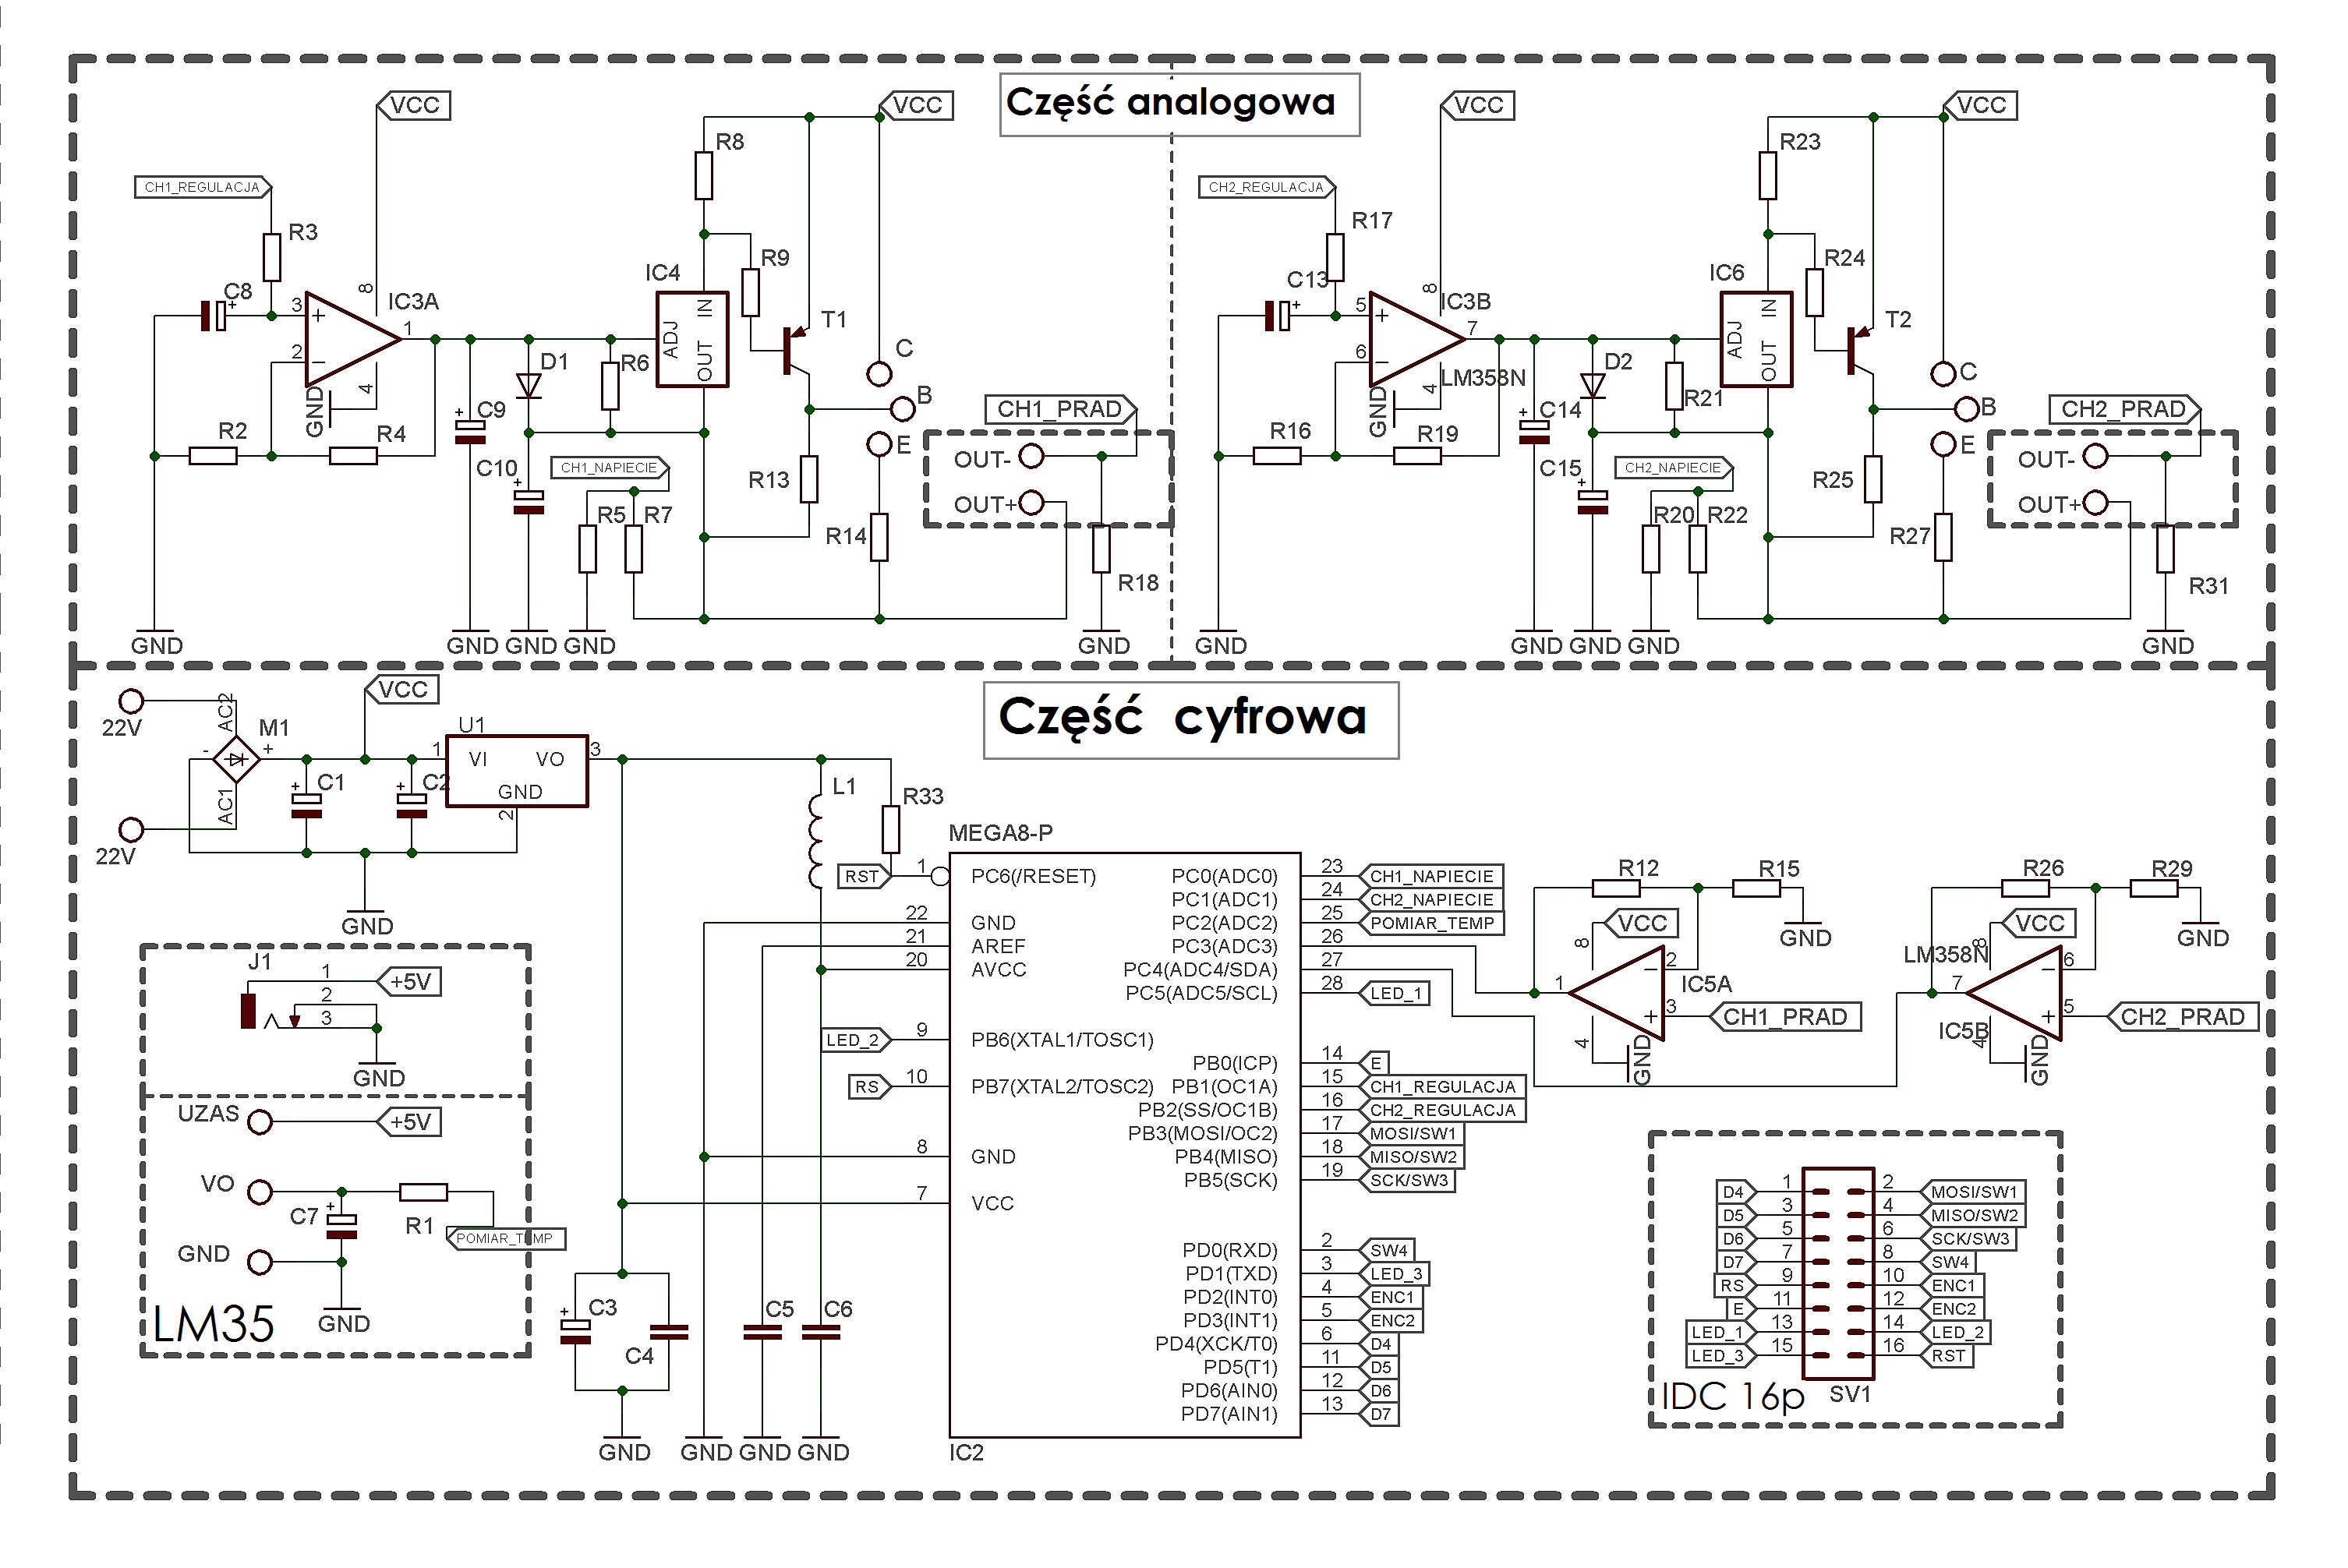 Część analogowa
VCC
CH1_REGULACJA
R3
C8
+
3
+
2
-
8
IC3A
1
4
GND
R2
R4
GND
C9
+
GND
D1
C10
+
GND
R6
IC4
ADJ
IN
OUT
R8
R9
T1
VCC
C
B
E
R13
R14
CH1_NAPIECIE
R5
R7
GND
CH1_PRAD
OUT-
OUT+
R18
GND
VCC
CH2_REGULACJA
R17
C13
+
5
+
6
-
8
IC3B
7
4
LM358N
GND
R16
R19
GND
C14
+
GND
D2
C15
+
GND
R21
IC6
ADJ
IN
OUT
R23
R24
T2
VCC
C
B
E
R25
R27
CH2_NAPIECIE
R20
R22
GND
CH2_PRAD
OUT-
OUT+
R31
GND
Część cyfrowa
22V
22V
AC2
AC1
M1
-
+
C1
+
VCC
C2
+
U1
1
VI
VO
3
GND
2
GND
L1
R33
J1
1
2
3
+5V
GND
UZAS
+5V
VO
C7
+
R1
POMIAR_TEMP
GND
GND
LM35
C3
+
C4
GND
GND
C5
GND
C6
GND
MEGA8-P
RST
1
PC6(/RESET)
22
GND
21
AREF
20
AVCC
LED_2
9
PB6(XTAL1/TOSC1)
RS
10
PB7(XTAL2/TOSC2)
8
GND
7
VCC
PC0(ADC0)
23
CH1_NAPIECIE
PC1(ADC1)
24
CH2_NAPIECIE
PC2(ADC2)
25
POMIAR_TEMP
PC3(ADC3)
26
PC4(ADC4/SDA)
27
PC5(ADC5/SCL)
28
LED_1
PB0(ICP)
14
E
PB1(OC1A)
15
CH1_REGULACJA
PB2(SS/OC1B)
16
CH2_REGULACJA
PB3(MOSI/OC2)
17
MOSI/SW1
PB4(MISO)
18
MISO/SW2
PB5(SCK)
19
SCK/SW3
PD0(RXD)
2
SW4
PD1(TXD)
3
LED_3
PD2(INT0)
4
ENC1
PD3(INT1)
5
ENC2
PD4(XCK/T0)
6
D4
PD5(T1)
11
D5
PD6(AIN0)
12
D6
PD7(AIN1)
13
D7
IC2
R12
R15
GND
VCC
8
1
-
2
IC5A
+
3
CH1_PRAD
4
GND
R26
R29
GND
VCC
8
LM358N
7
-
6
+
5
CH2_PRAD
IC5B
4
GND
D4
1
2
MOSI/SW1
D5
3
4
MISO/SW2
D6
5
6
SCK/SW3
D7
7
8
SW4
RS
9
10
ENC1
E
11
12
ENC2
LED_1
13
14
LED_2
LED_3
15
16
RST
IDC 16p
SV1